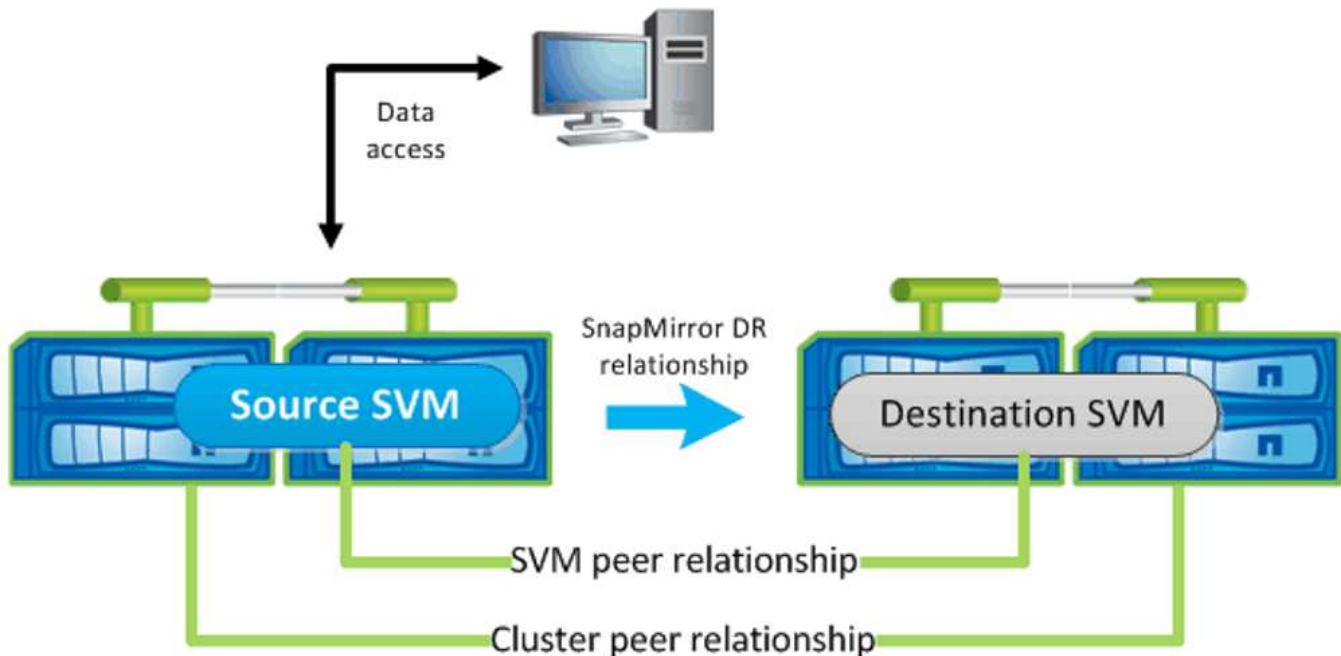 Data
access
SnapMirror DR
relationship
Source SVM
Destination SVM
SVM peer relationship
Cluster peer relationship